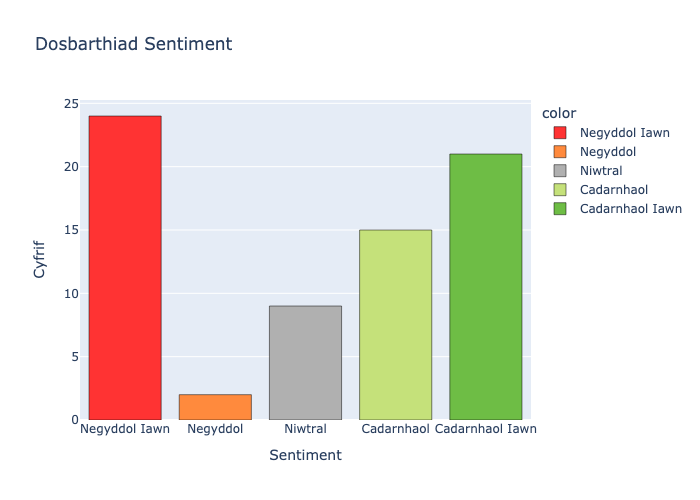 Dosbarthiad Sentiment
25
20
15
10
5
0
Cyfrif
Negyddol Iawn
Negyddol
Niwtral
Cadarnhaol
Cadarnhaol Iawn
Sentiment
color
Negyddol Iawn
Negyddol
Niwtral
Cadarnhaol
Cadarnhaol Iawn